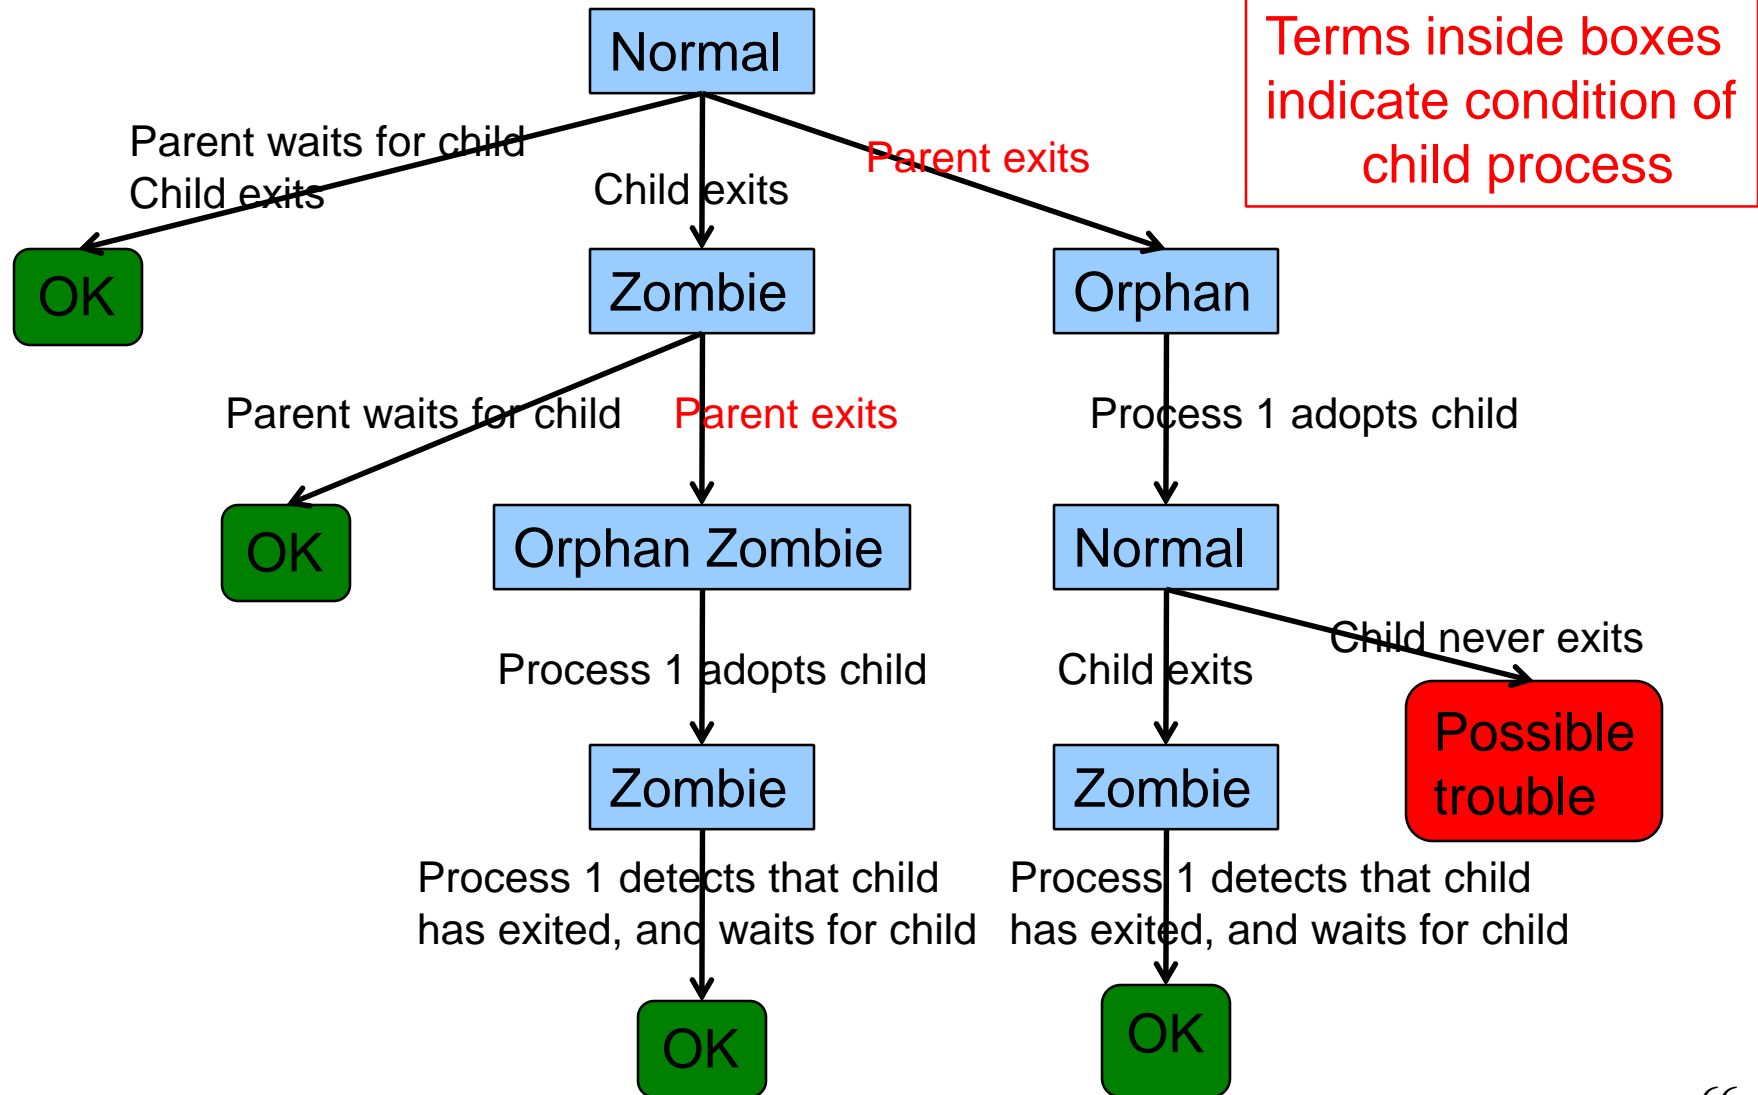 Normal
Terms inside boxes
indicate condition of
child process
Parent waits for child
Child exits
Child exits
Parent exits
OK
Zombie
Orphan
Parent waits for child
Parent exits
Process 1 adopts child
OK
Orphan Zombie
Normal
Process 1 adopts child
Child exits
Child never exits
Zombie
Zombie
Possible
trouble
Process 1 detects that child
has exited, and waits for child
Process 1 detects that child
has exited, and waits for child
OK
OK